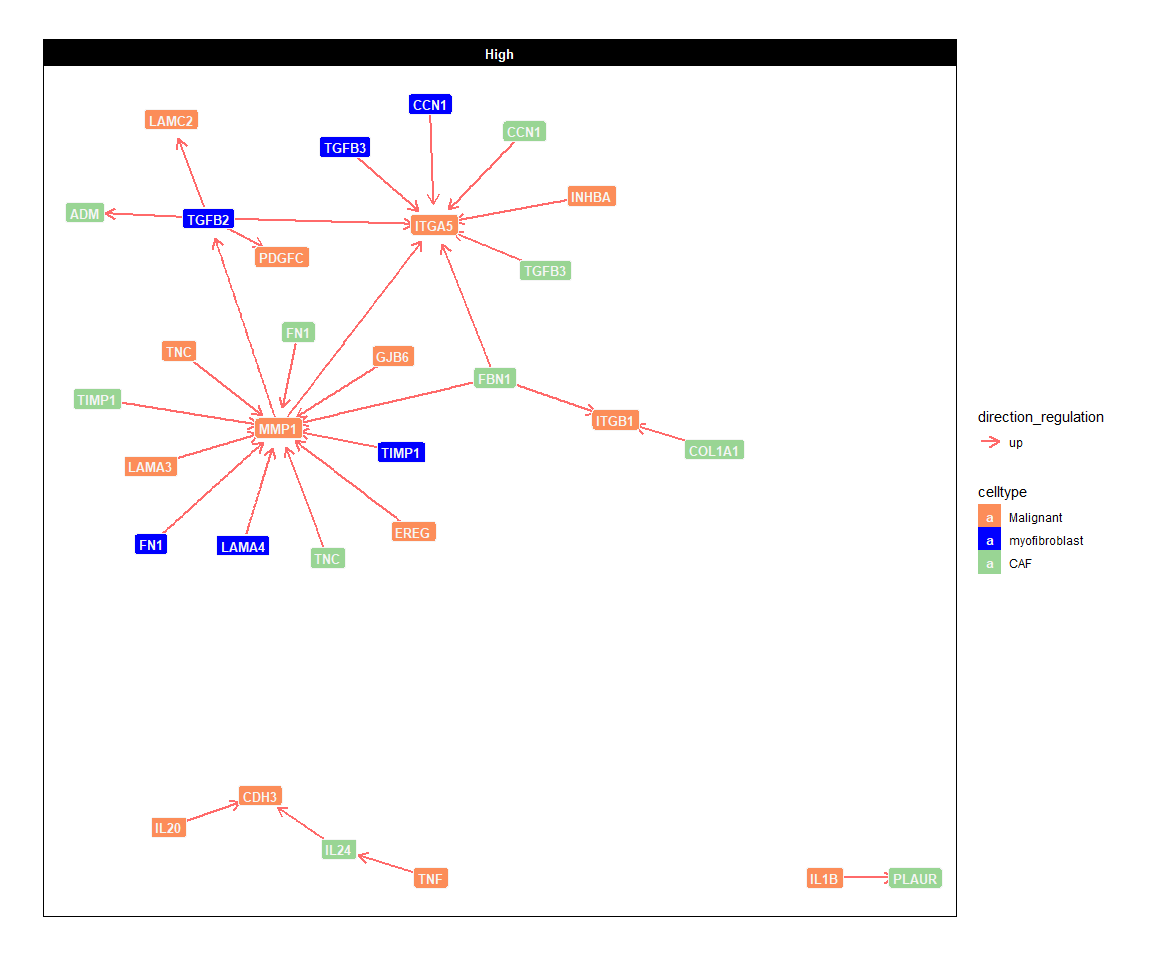 High
CCN1
LAMC2
CCN1
TGFB3
INHBA
ADM
TGFB2
ITGA5
PDGFC
TGFB3
FN1
TNC
GJB6
FBN1
TIMP1
ITGB1
MMP1
COL1A1
TIMP1
LAMA3
EREG
FN1
LAMA4
TNC
CDH3
IL20
IL24
TNF
IL1B
PLAUR
direction_regulation
up
celltype
a Malignant
a myofibroblast
a CAF